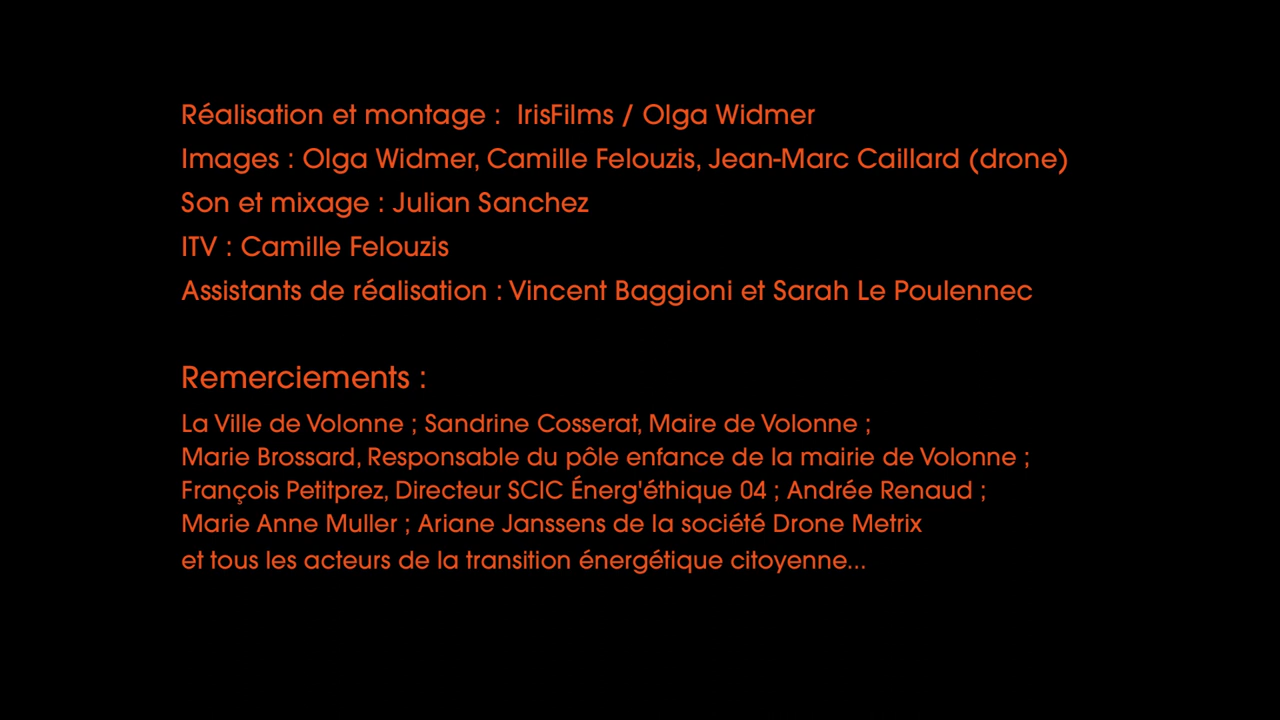 Réalisation et montage : IrisFilms / Olga Widmer
Images : Olga Widmer, Camille Felouzis, Jean-Marc Caillard (drone)
Son et mixage : Julian Sanchez
ITV : Camille Felouzis
Assistants de réalisation : Vincent Baggioni et Sarah Le Poulennec
Remerciements :
La Ville de Volonne ; Sandrine Cosserat, Maire de Volonne ;
Marie Brossard, Responsable du pôle enfance de la mairie de Volonne ;
François Petitprez, Directeur SCIC Énerg'éthique 04 ; Andrée Renaud ;
Marie Anne Muller ; Ariane Janssens de la société Drone Metrix
et tous les acteurs de la transition énergétique citoyenne...